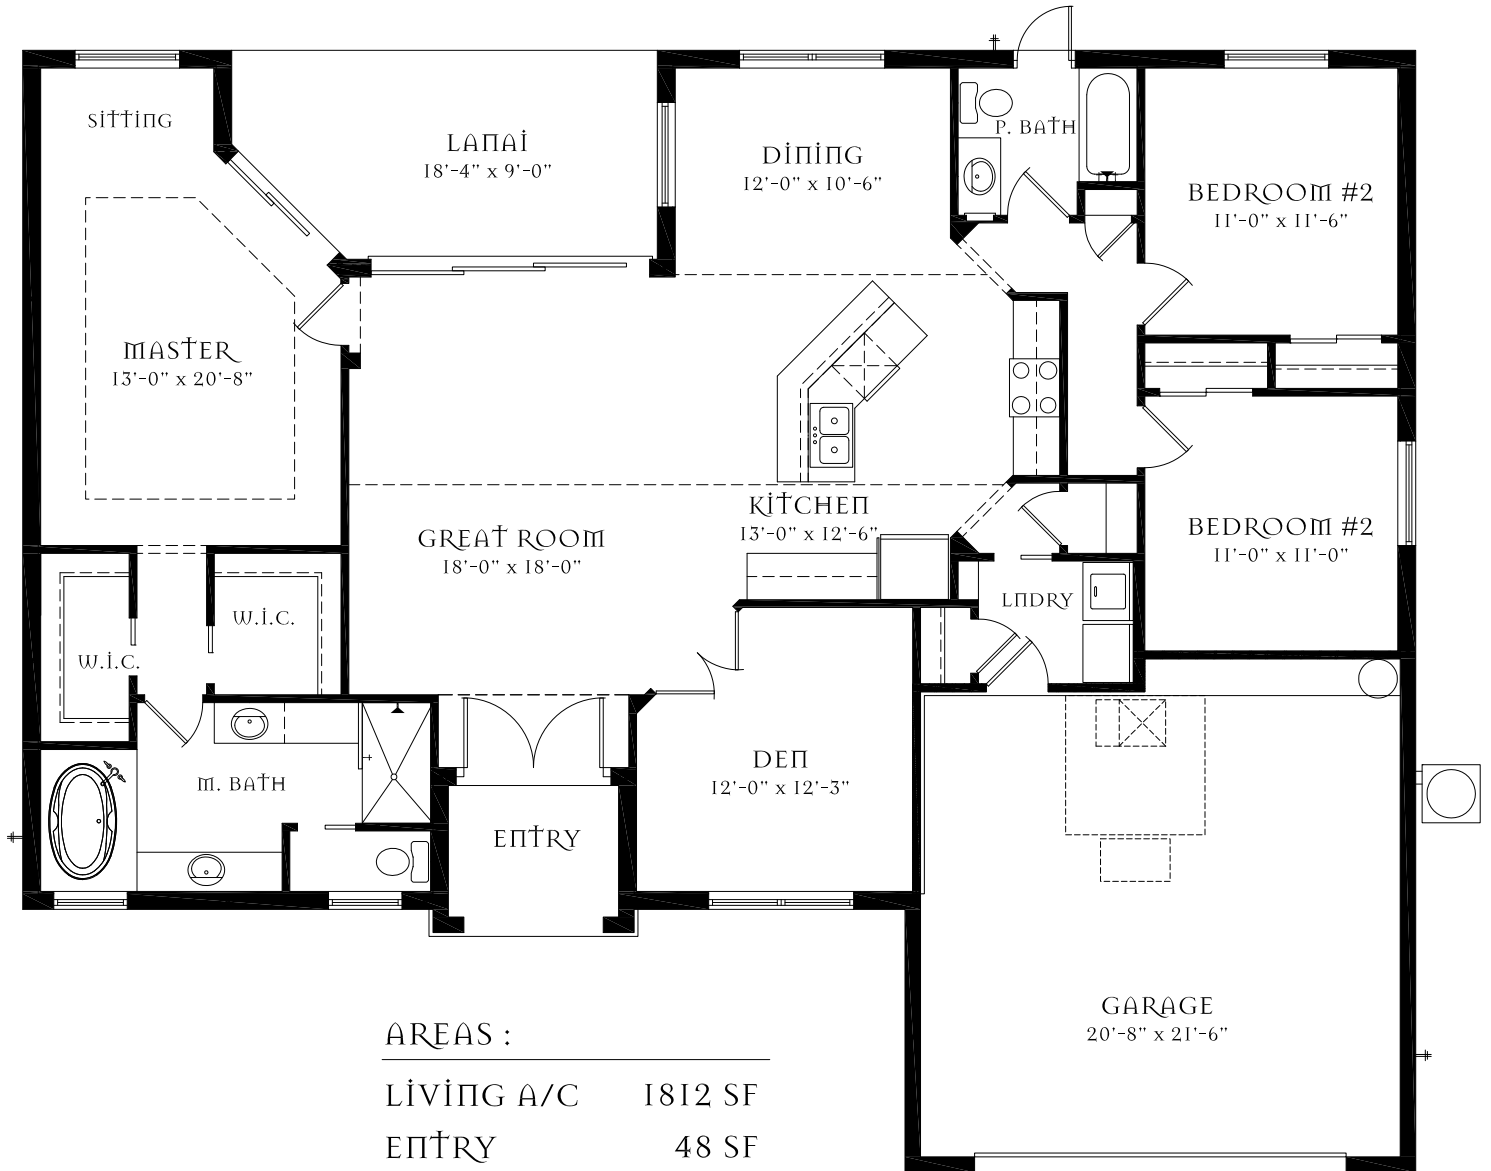 SITTING
LANAI
18'-4" x 9'-0"
DINING
12'-0" x 10'-6"
P. BATH
BEDROOM #2
11'-0" x 11'-6"
MASTER
13'-0" x 20'-8"
KITCHEN
13'-0" x 12'-6"
GREAT ROOM
18'-0" x 18'-0"
BEDROOM #2
11'-0" x 11'-0"
LNDRY
W.I.C.
W.I.C.
M. BATH
DEN
12'-0" x 12'-3"
ENTRY
GARAGE
20'-8" x 21'-6"
AREAS :
LIVING A/C 1812 SF
ENTRY 48 SF